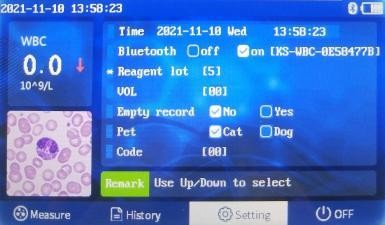 2021-11-10 13:58:23
WBC
0.0 ↓
10^9/L
Time 2021-11-10 Wed 13:58:23
Bluetooth off on [KS-WBC-0E58477B]
* Reagent lot [5]
VOL [00]
Empty record No Yes
Pet Cat Dog
Code [00]
Remark Use Up/Down to select
Measure History Setting OFF